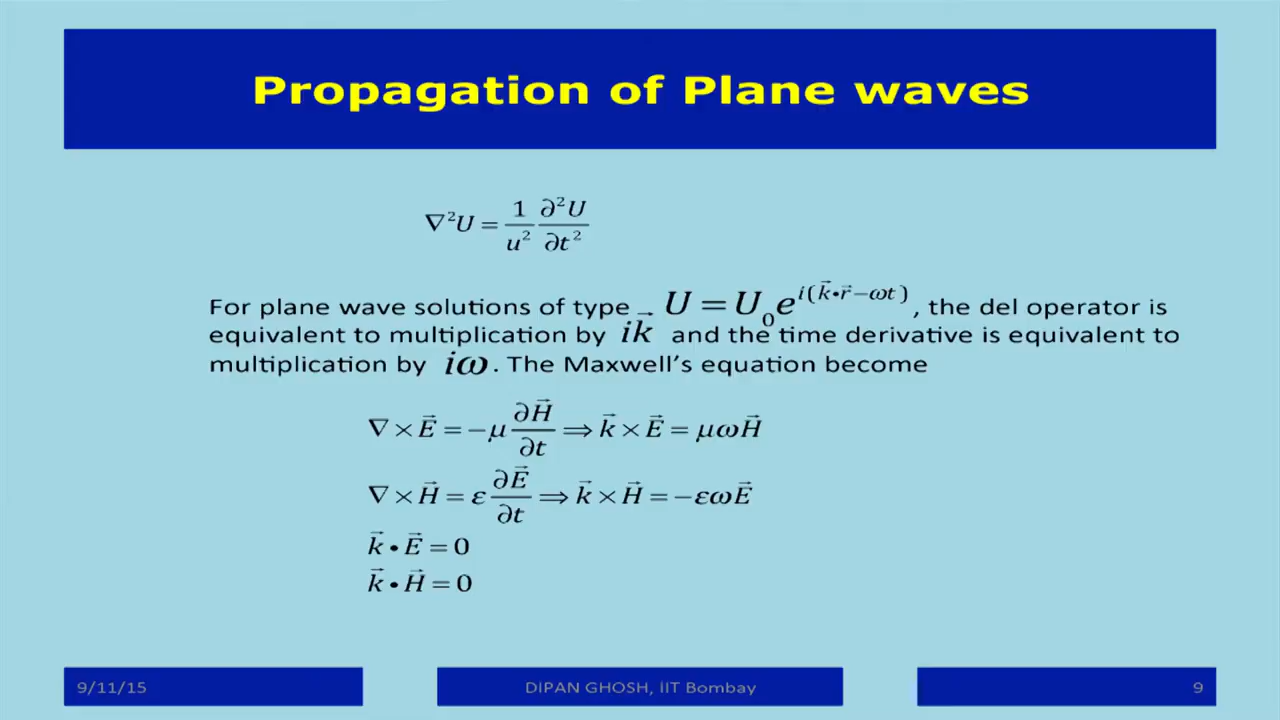 Propagation of Plane waves
∇²U = 1/u² ∂²U/∂t²
For plane wave solutions of type U = U₀e^{i(k⃗•r⃗−ωt)}, the del operator is
equivalent to multiplication by ik⃗ and the time derivative is equivalent to
multiplication by iω. The Maxwell's equation become
∇×E⃗ = −μ ∂H⃗/∂t ⇒ k⃗×E⃗ = μωH⃗
∇×H⃗ = ε ∂E⃗/∂t ⇒ k⃗×H⃗ = −εωE⃗
k⃗•E⃗ = 0
k⃗•H⃗ = 0
9/11/15 DIPAN GHOSH, IIT Bombay 9